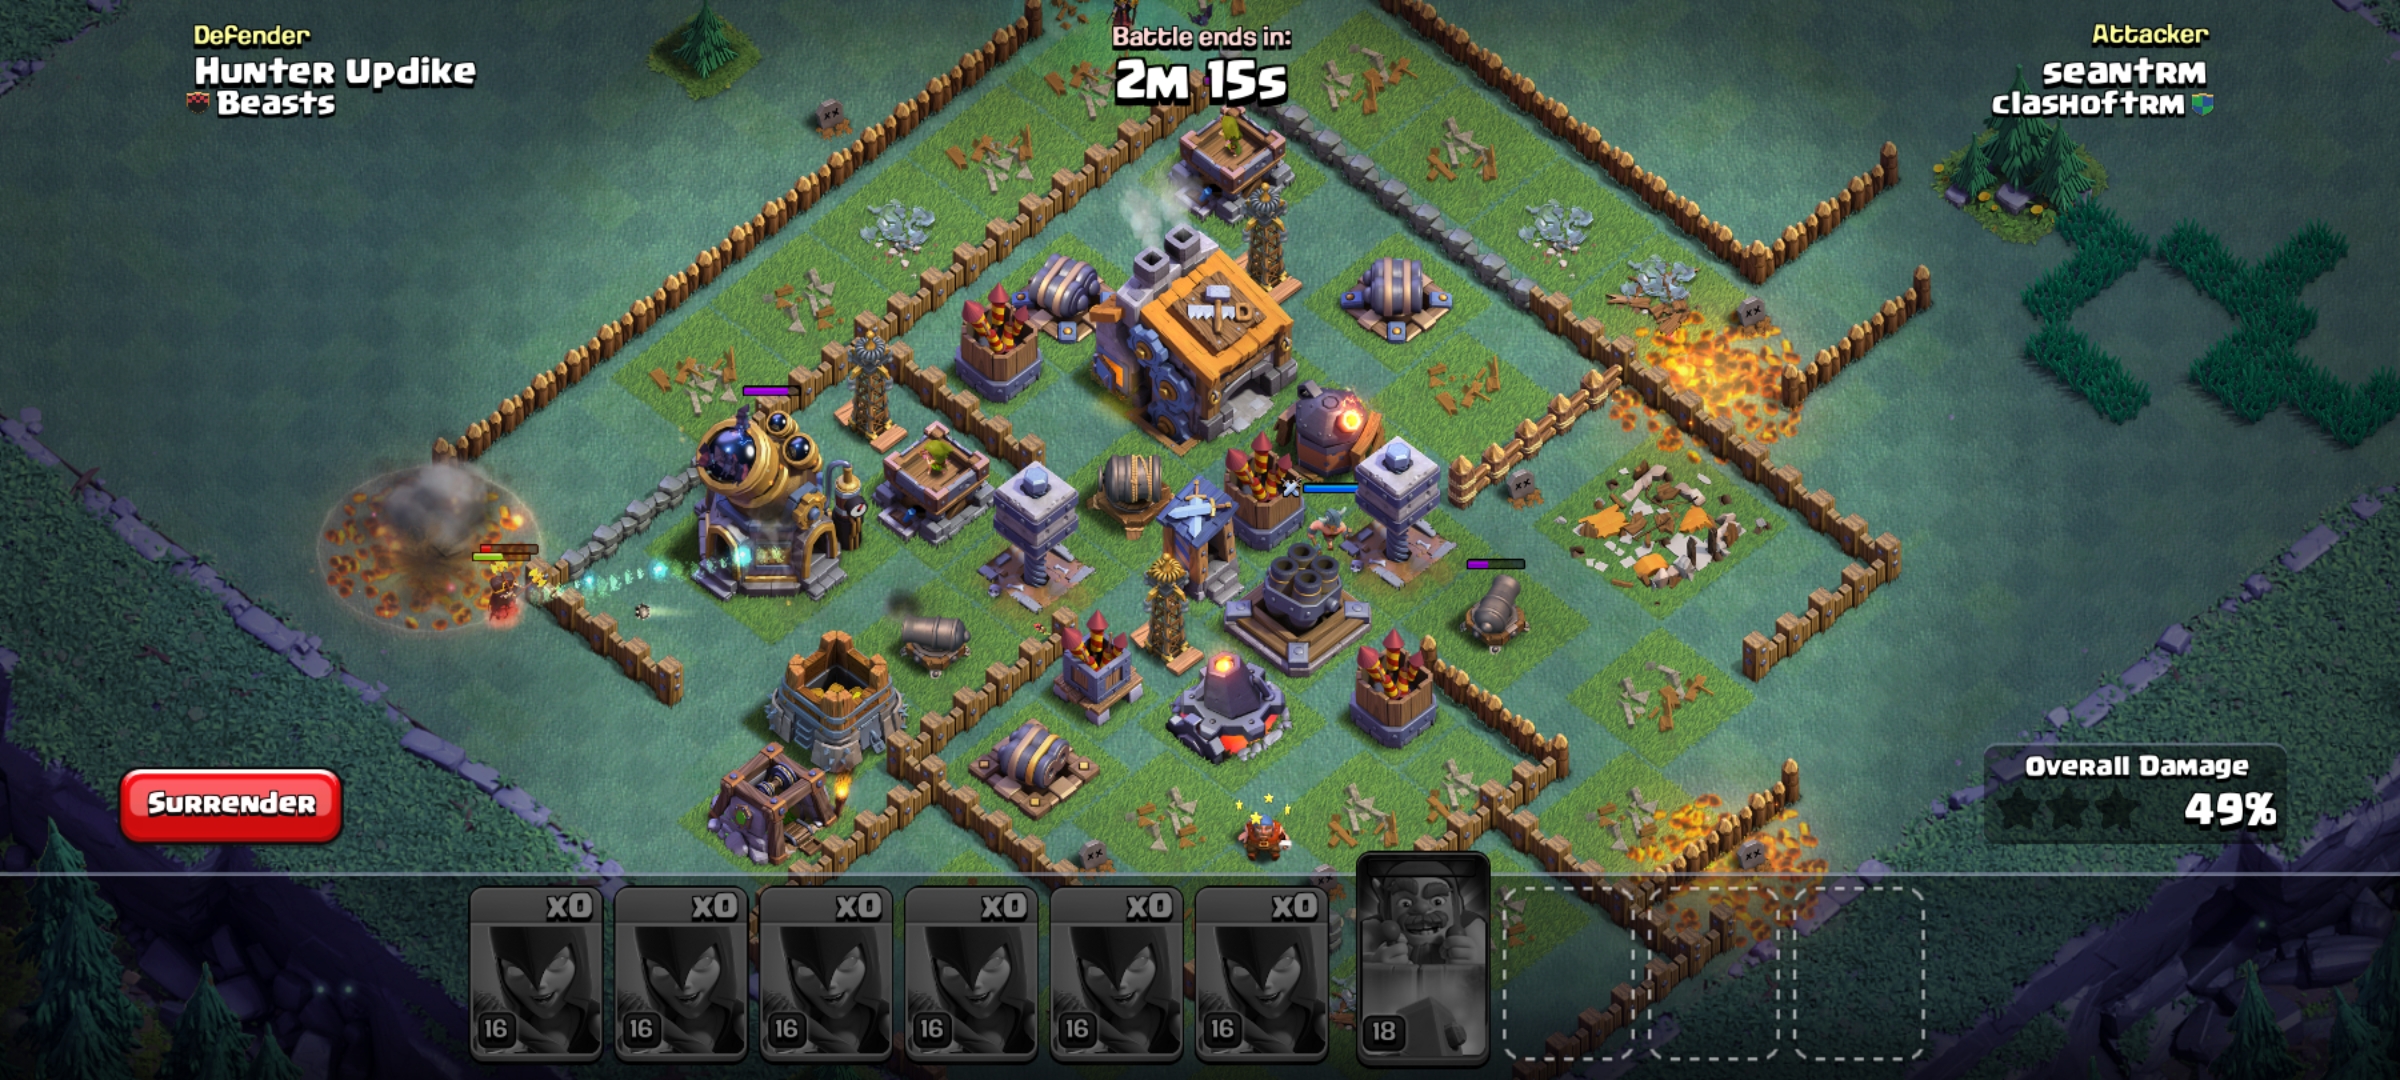 Defender
Hunter Updike
Beasts
Battle ends in:
2M 15s
Attacker
seantrm
clashoftrm
Surrender
Overall Damage
49%
x0
x0
x0
x0
x0
x0
16
16
16
16
16
16
18